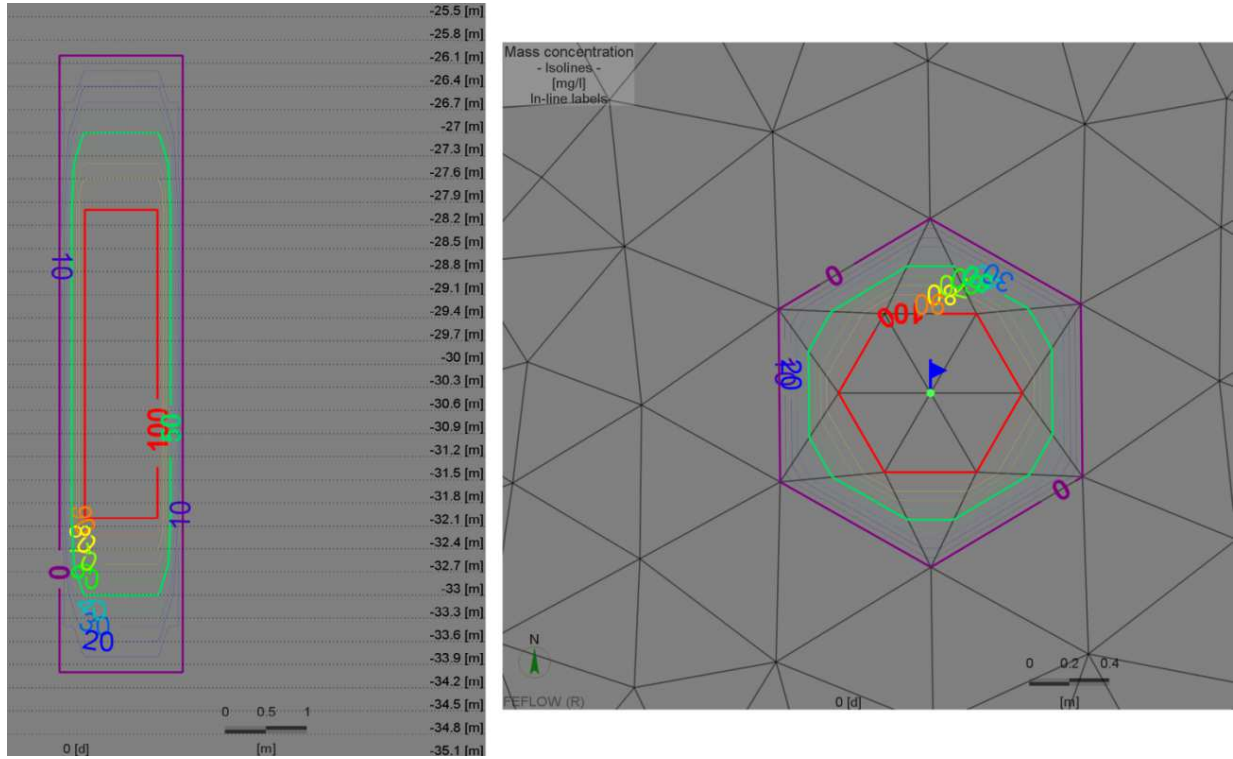 -25.5 [m]
-25.8 [m]
-26.1 [m]
-26.4 [m]
-26.7 [m]
-27 [m]
-27.3 [m]
-27.6 [m]
-27.9 [m]
-28.2 [m]
-28.5 [m]
-28.8 [m]
-29.1 [m]
-29.4 [m]
-29.7 [m]
-30 [m]
-30.3 [m]
-30.6 [m]
-30.9 [m]
-31.2 [m]
-31.5 [m]
-31.8 [m]
-32.1 [m]
-32.4 [m]
-32.7 [m]
-33 [m]
-33.3 [m]
-33.6 [m]
-33.9 [m]
-34.2 [m]
-34.5 [m]
-34.8 [m]
-35.1 [m]
10
100
50
10
0
30
20
0 0.5 1
0 [d] [m]
Mass concentration
- Isolines -
[mg/l]
In-line labels
0
30
100
20
0
N
0 0.2 0.4
FEFLOW (R) 0 [d] [m]